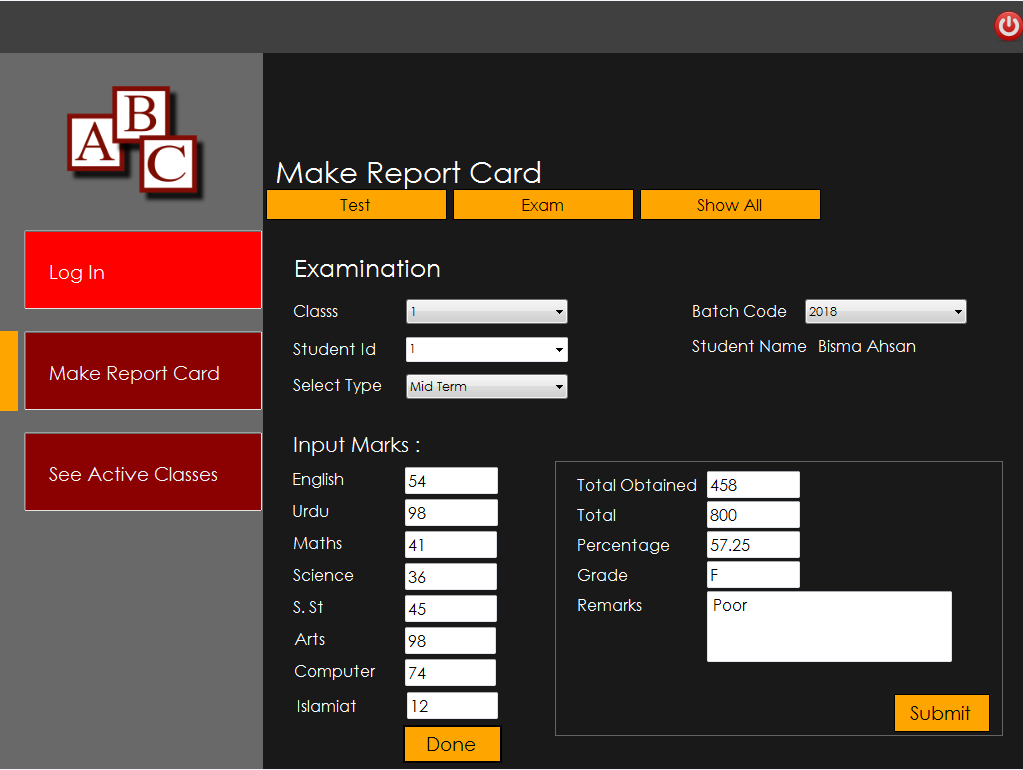 A B C
Make Report Card
Test Exam Show All
Log In
Make Report Card
See Active Classes
Examination
Classs 1 Batch Code 2018
Student Id 1 Student Name Bisma Ahsan
Select Type Mid Term
Input Marks :
English 54
Urdu 98
Maths 41
Science 36
S. St 45
Arts 98
Computer 74
Islamiat 12
Done
Total Obtained 458
Total 800
Percentage 57.25
Grade F
Remarks Poor
Submit